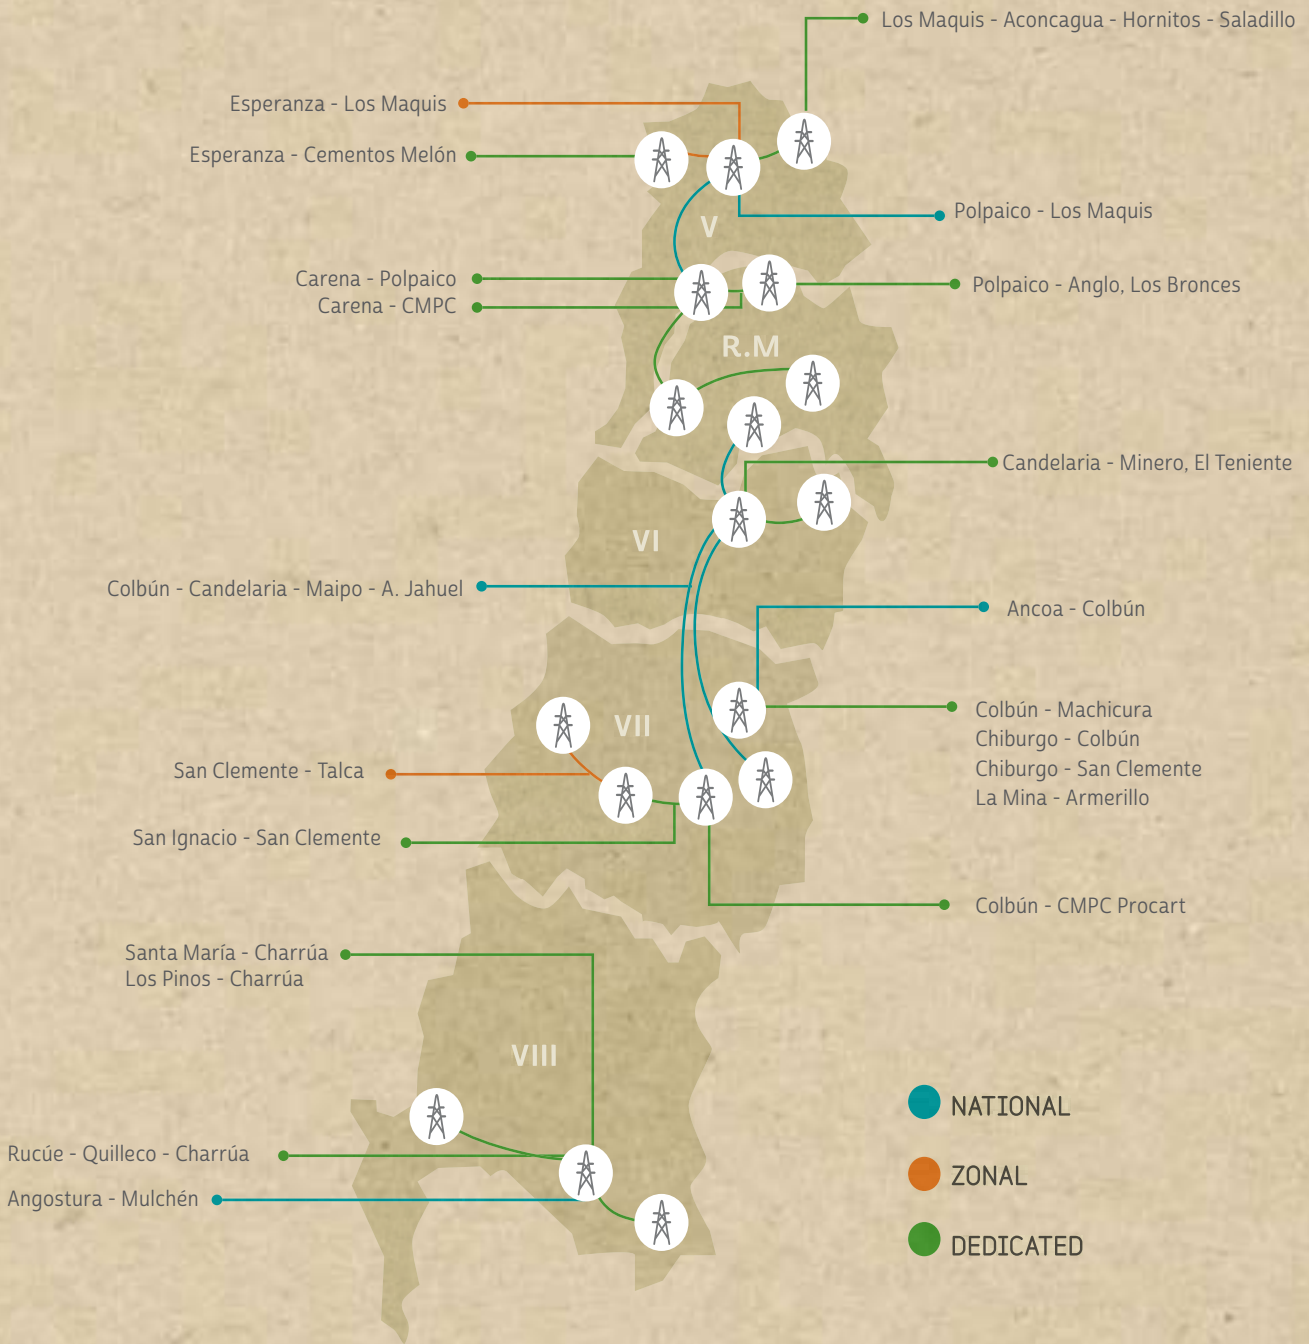 Los Maquis - Aconcagua - Hornitos - Saladillo
Esperanza - Los Maquis
Esperanza - Cementos Melón
Polpaico - Los Maquis
V
Carena - Polpaico
Polpaico - Anglo, Los Bronces
Carena - CMPC
R.M
Candelaria - Minero, El Teniente
VI
Colbún - Candelaria - Maipo - A. Jahuel
Ancoa - Colbún
Colbún - Machicura
Chiburgo - Colbún
Chiburgo - San Clemente
La Mina - Armerillo
VII
San Clemente - Talca
San Ignacio - San Clemente
Colbún - CMPC Procart
Santa María - Charrúa
Los Pinos - Charrúa
VIII
NATIONAL
Rucúe - Quilleco - Charrúa
ZONAL
Angostura - Mulchén
DEDICATED